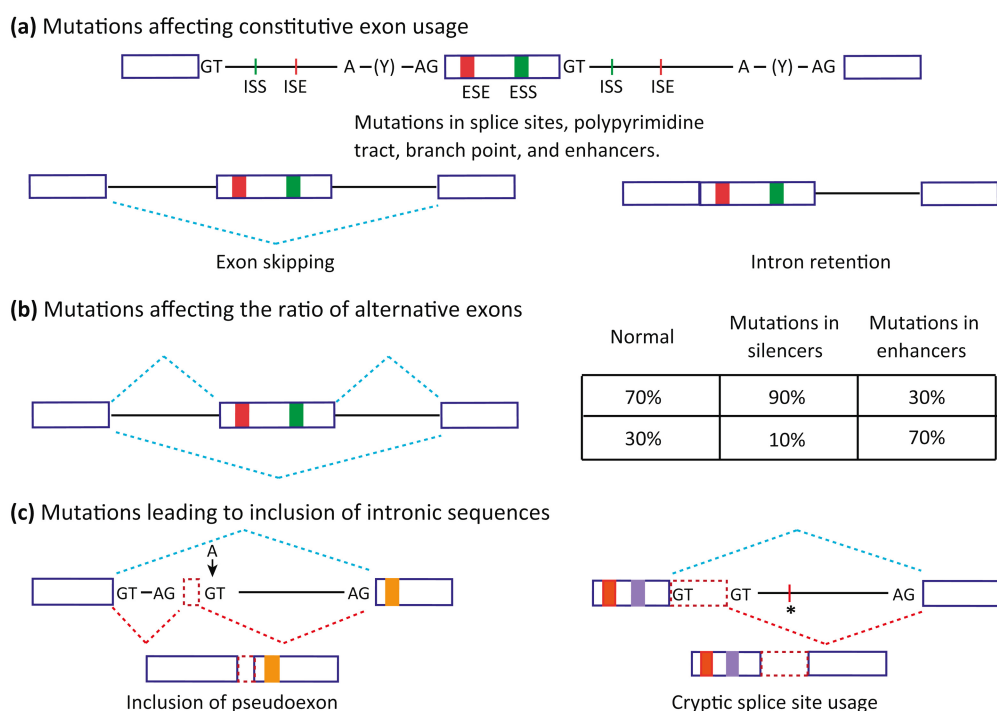 (a) Mutations affecting constitutive exon usage
GT ISS ISE A – (Y) – AG ESE ESS GT ISS ISE A – (Y) – AG
Mutations in splice sites, polypyrimidine
tract, branch point, and enhancers.
Exon skipping
Intron retention
(b) Mutations affecting the ratio of alternative exons
Normal
Mutations in
silencers
Mutations in
enhancers
70% 90% 30%
30% 10% 70%
(c) Mutations leading to inclusion of intronic sequences
A
GT – AG GT AG
Inclusion of pseudoexon
GT GT AG
*
Cryptic splice site usage